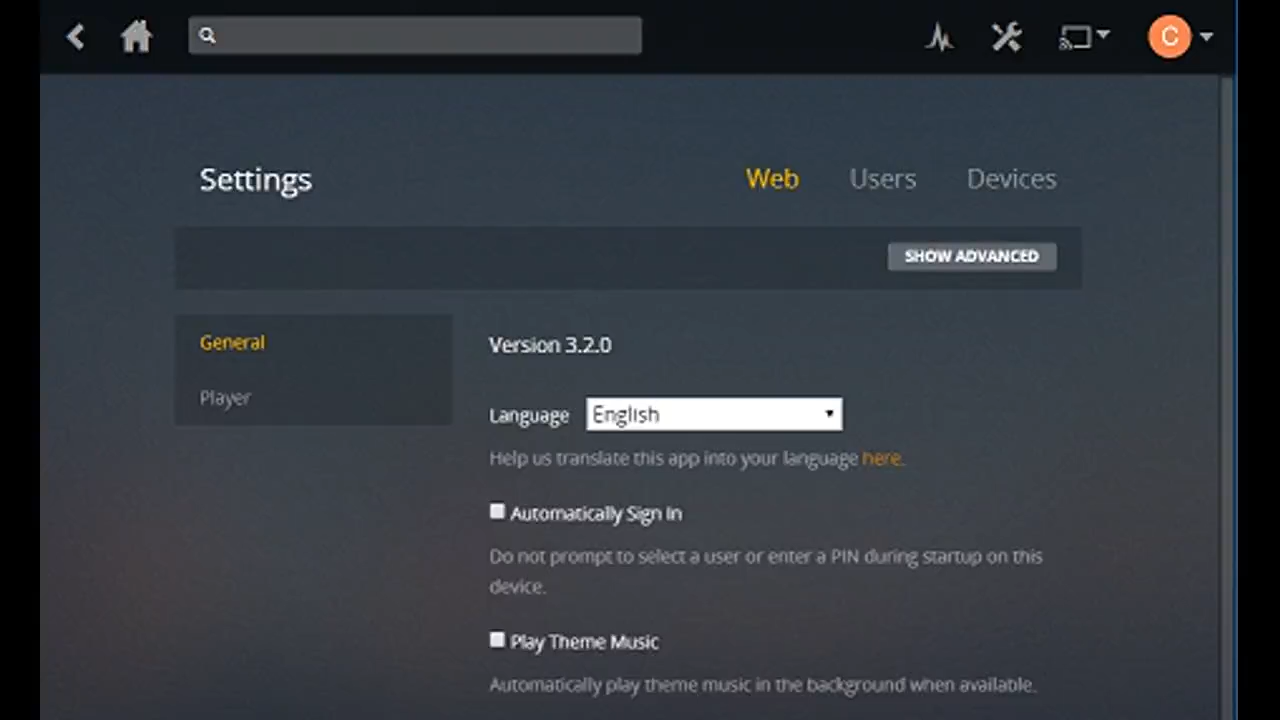 C
Settings
Web Users Devices
SHOW ADVANCED
General
Player
Version 3.2.0
Language English
Help us translate this app into your language here.
Automatically Sign In
Do not prompt to select a user or enter a PIN during startup on this
device.
Play Theme Music
Automatically play theme music in the background when available.